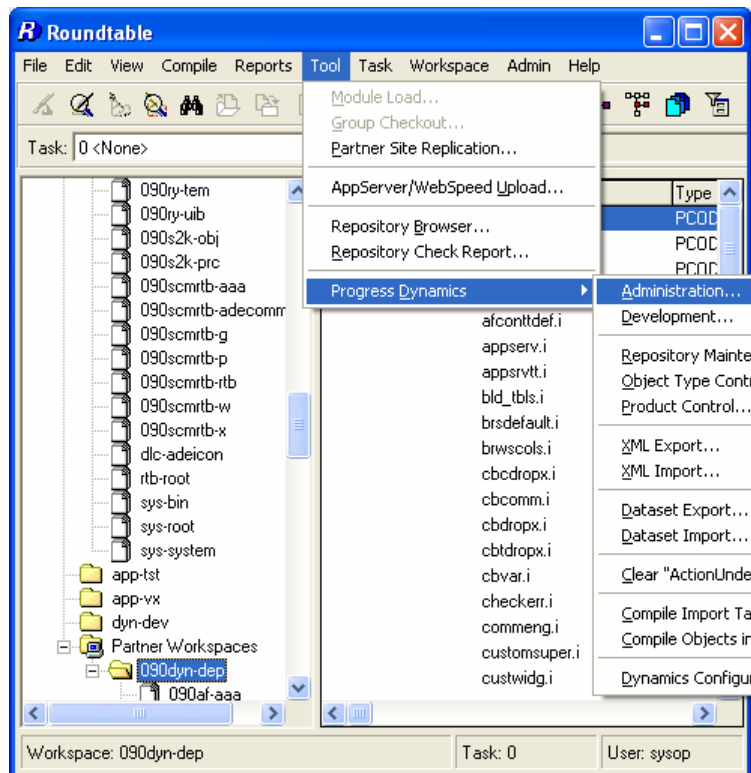 Roundtable
File Edit View Compile Reports Tool Task Workspace Admin Help
Task: 0 <None>
Module Load...
Group Checkout...
Partner Site Replication...
AppServer/WebSpeed Upload...
Repository Browser...
Repository Check Report...
Progress Dynamics
Administration...
Development...
Repository Mainte
Object Type Contr
Product Control...
XML Export...
XML Import...
Dataset Export...
Dataset Import...
Clear "ActionUnde
Compile Import Ta
Compile Objects in
Dynamics Configur
090ry-tem
090ry-uib
090s2k-obj
090s2k-prc
090scmrtb-aaa
090scmrtb-adecomm
090scmrtb-g
090scmrtb-p
090scmrtb-rtb
090scmrtb-w
090scmrtb-x
dlc-adeicon
rtb-root
sys-bin
sys-root
sys-system
app-tst
app-vx
dyn-dev
Partner Workspaces
090dyn-dep
090af-aaa
Type
PCOD
PCOD
PCOD
afconttdef.i
appserv.i
appsrvtt.i
bld_tbls.i
brsdefault.i
brwscols.i
cbcdropx.i
cbcomm.i
cbdropx.i
cbtdropx.i
cbvar.i
checkerr.i
commeng.i
customsuper.i
custwidg.i
Workspace: 090dyn-dep
Task: 0
User: sysop